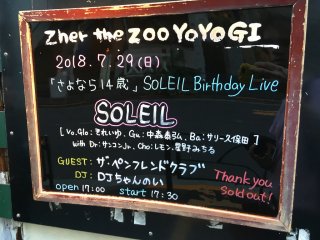 Zher the ZOO YOYOGI
2018.7.29(日)
「さよなら14歳」SOLEIL Birthday Live
SOLEIL
[Vo,Glo:それいゆ、Gu:中森泰弘、Ba:サリー久保田
with Dr:サンコンJr、Cho:レモン、星野みちる]
GUEST:ザ・ペンフレンドクラブ
DJ:DJちゃんのい
Thank you
Sold out!
open 17:00 start 17:30